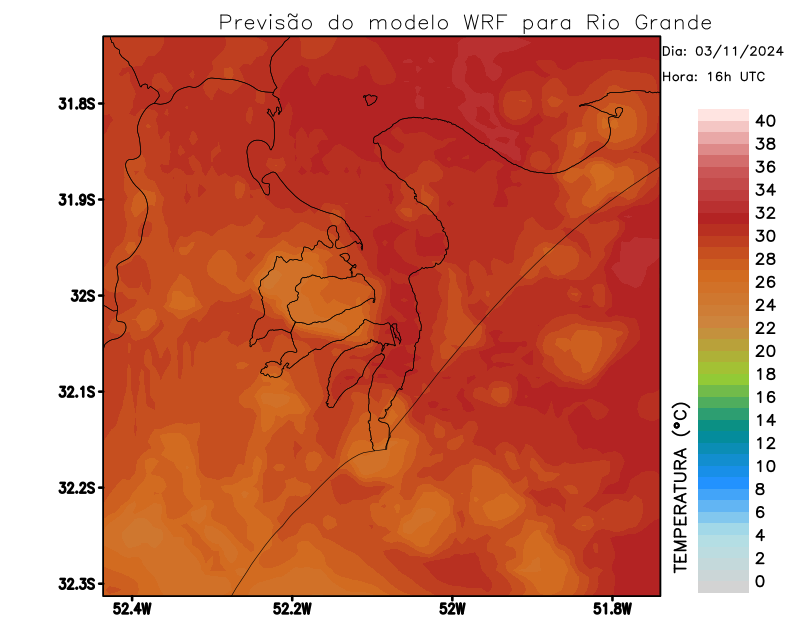 Previsão do modelo WRF para Rio Grande
Dia: 03/11/2024
Hora: 16h UTC
31.8S
31.9S
32S
32.1S
32.2S
32.3S
52.4W
52.2W
52W
51.8W
TEMPERATURA (°C)
40
38
36
34
32
30
28
26
24
22
20
18
16
14
12
10
8
6
4
2
0